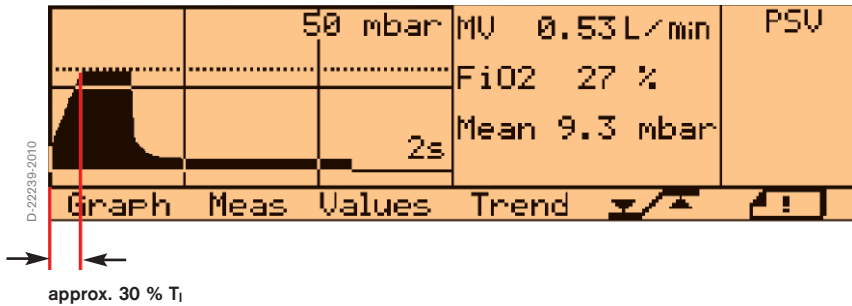 50 mbar
2s
MV 0.53 L/min
FiO2 27 %
Mean 9.3 mbar
PSV
Graph Meas Values Trend !
D-22239-2010
approx. 30 % TI